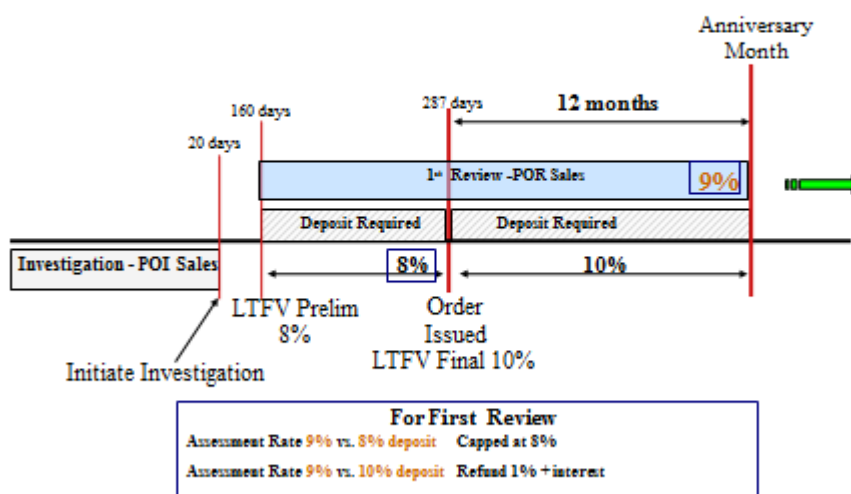 Anniversary
Month
160 days
287 days
12 months
20 days
1st Review -POR Sales
9%
Deposit Required
Deposit Required
Investigation - POI Sales
8%
10%
LTFV Prelim
8%
Order
Issued
LTFV Final 10%
Initiate Investigation
For First Review
Assessment Rate 9% vs. 8% deposit Capped at 8%
Assessment Rate 9% vs. 10% deposit Refund 1% +interest